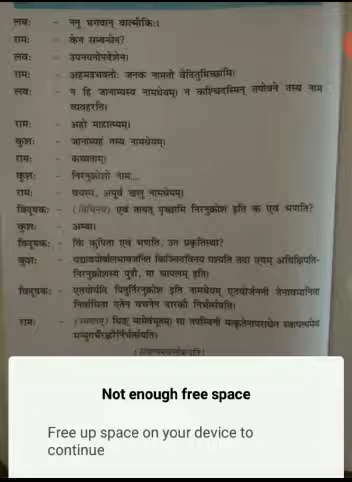 लवः - ननु भगवान् वाल्मीकिः।
रामः - केन सम्बन्धेन?
लवः - उपनयनोपदेशेन।
रामः - अहमत्रभवतोः जनकं नामतो वेदितुमिच्छामि।
लवः - न हि जानाम्यस्य नामधेयम्। न कश्चिदस्मिन् तपोवने तस्य नाम
व्यवहरति।
रामः - अहो माहात्म्यम्।
कुशः - जानाम्यहं तस्य नामधेयम्।
रामः - कथ्यताम्।
कुशः - निरनुक्रोशो नाम...
रामः - वयस्य, अपूर्वं खलु नामधेयम्।
विदूषकः - (विचिन्त्य) एवं तावत् पृच्छामि निरनुक्रोश इति क एवं भणति?
कुशः - अम्बा।
विदूषकः - किं कुपिता एवं भणति, उत प्रकृतिस्था?
कुशः - यद्यावयोर्बालभावजनितं किञ्चिदविनयं पश्यति तदा एवम् अधिक्षिपति-
निरनुक्रोशस्य पुत्रौ, मा चापलम् इति।
विदूषकः - एतयोर्यदि पितुर्निरनुक्रोश इति नामधेयम् एतयोर्जननी तेनावमानिता
निर्वासिता एतेन वचनेन दारकौ निर्भर्त्सयति।
रामः - (स्वगतम्) धिङ् मामेवंभूतम्। सा तपस्विनी मत्कृतेनापराधेन स्वापत्यमेवं
मन्युगर्भैरक्षरैर्निर्भर्त्सयति।
Not enough free space
Free up space on your device to
continue